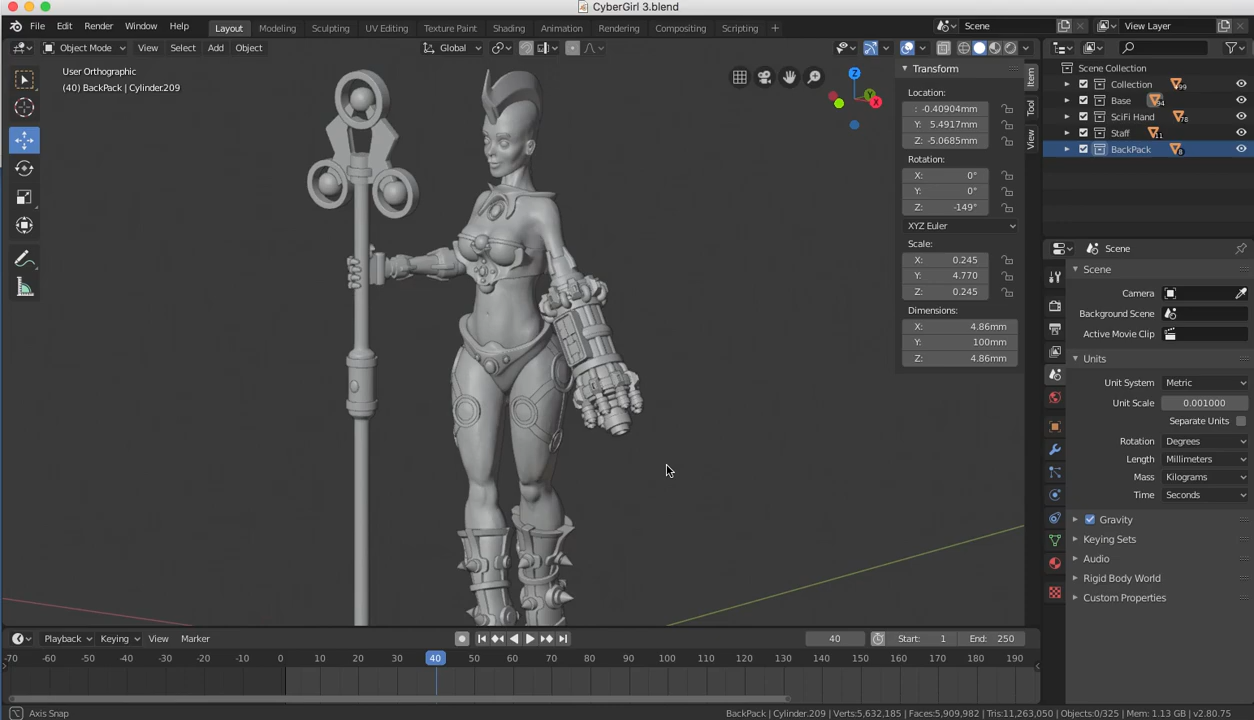 CyberGirl 3.blend
File Edit Render Window Help Layout Modeling Sculpting UV Editing Texture Paint Shading Animation Rendering Compositing Scripting + Scene View Layer
Object Mode View Select Add Object Global
User Orthographic
(40) BackPack | Cylinder.209
Z
Y
X
Transform
Location:
: -0.40904mm
Y: 5.4917mm
Z: -5.0685mm
Rotation:
X: 0°
Y: 0°
Z: -149°
XYZ Euler
Scale:
X: 0.245
Y: 4.770
Z: 0.245
Dimensions:
X: 4.86mm
Y: 100mm
Z: 4.86mm
Item
Tool
View
Scene Collection
Collection 99
Base 94
SciFi Hand 78
Staff 11
BackPack 8
Scene
Scene
Camera
Background Scene
Active Movie Clip
Units
Unit System Metric
Unit Scale 0.001000
Separate Units
Rotation Degrees
Length Millimeters
Mass Kilograms
Time Seconds
Gravity
Keying Sets
Audio
Rigid Body World
Custom Properties
Playback Keying View Marker 40 Start: 1 End: 250
-70 -60 -50 -40 -30 -20 -10 0 10 20 30 40 50 60 70 80 90 100 110 120 130 140 150 160 170 180 190
Axis Snap
BackPack | Cylinder.209 | Verts:5,632,185 | Faces:5,909,982 | Tris:11,263,050 | Objects:0/325 | Mem: 1.13 GB | v2.80.75